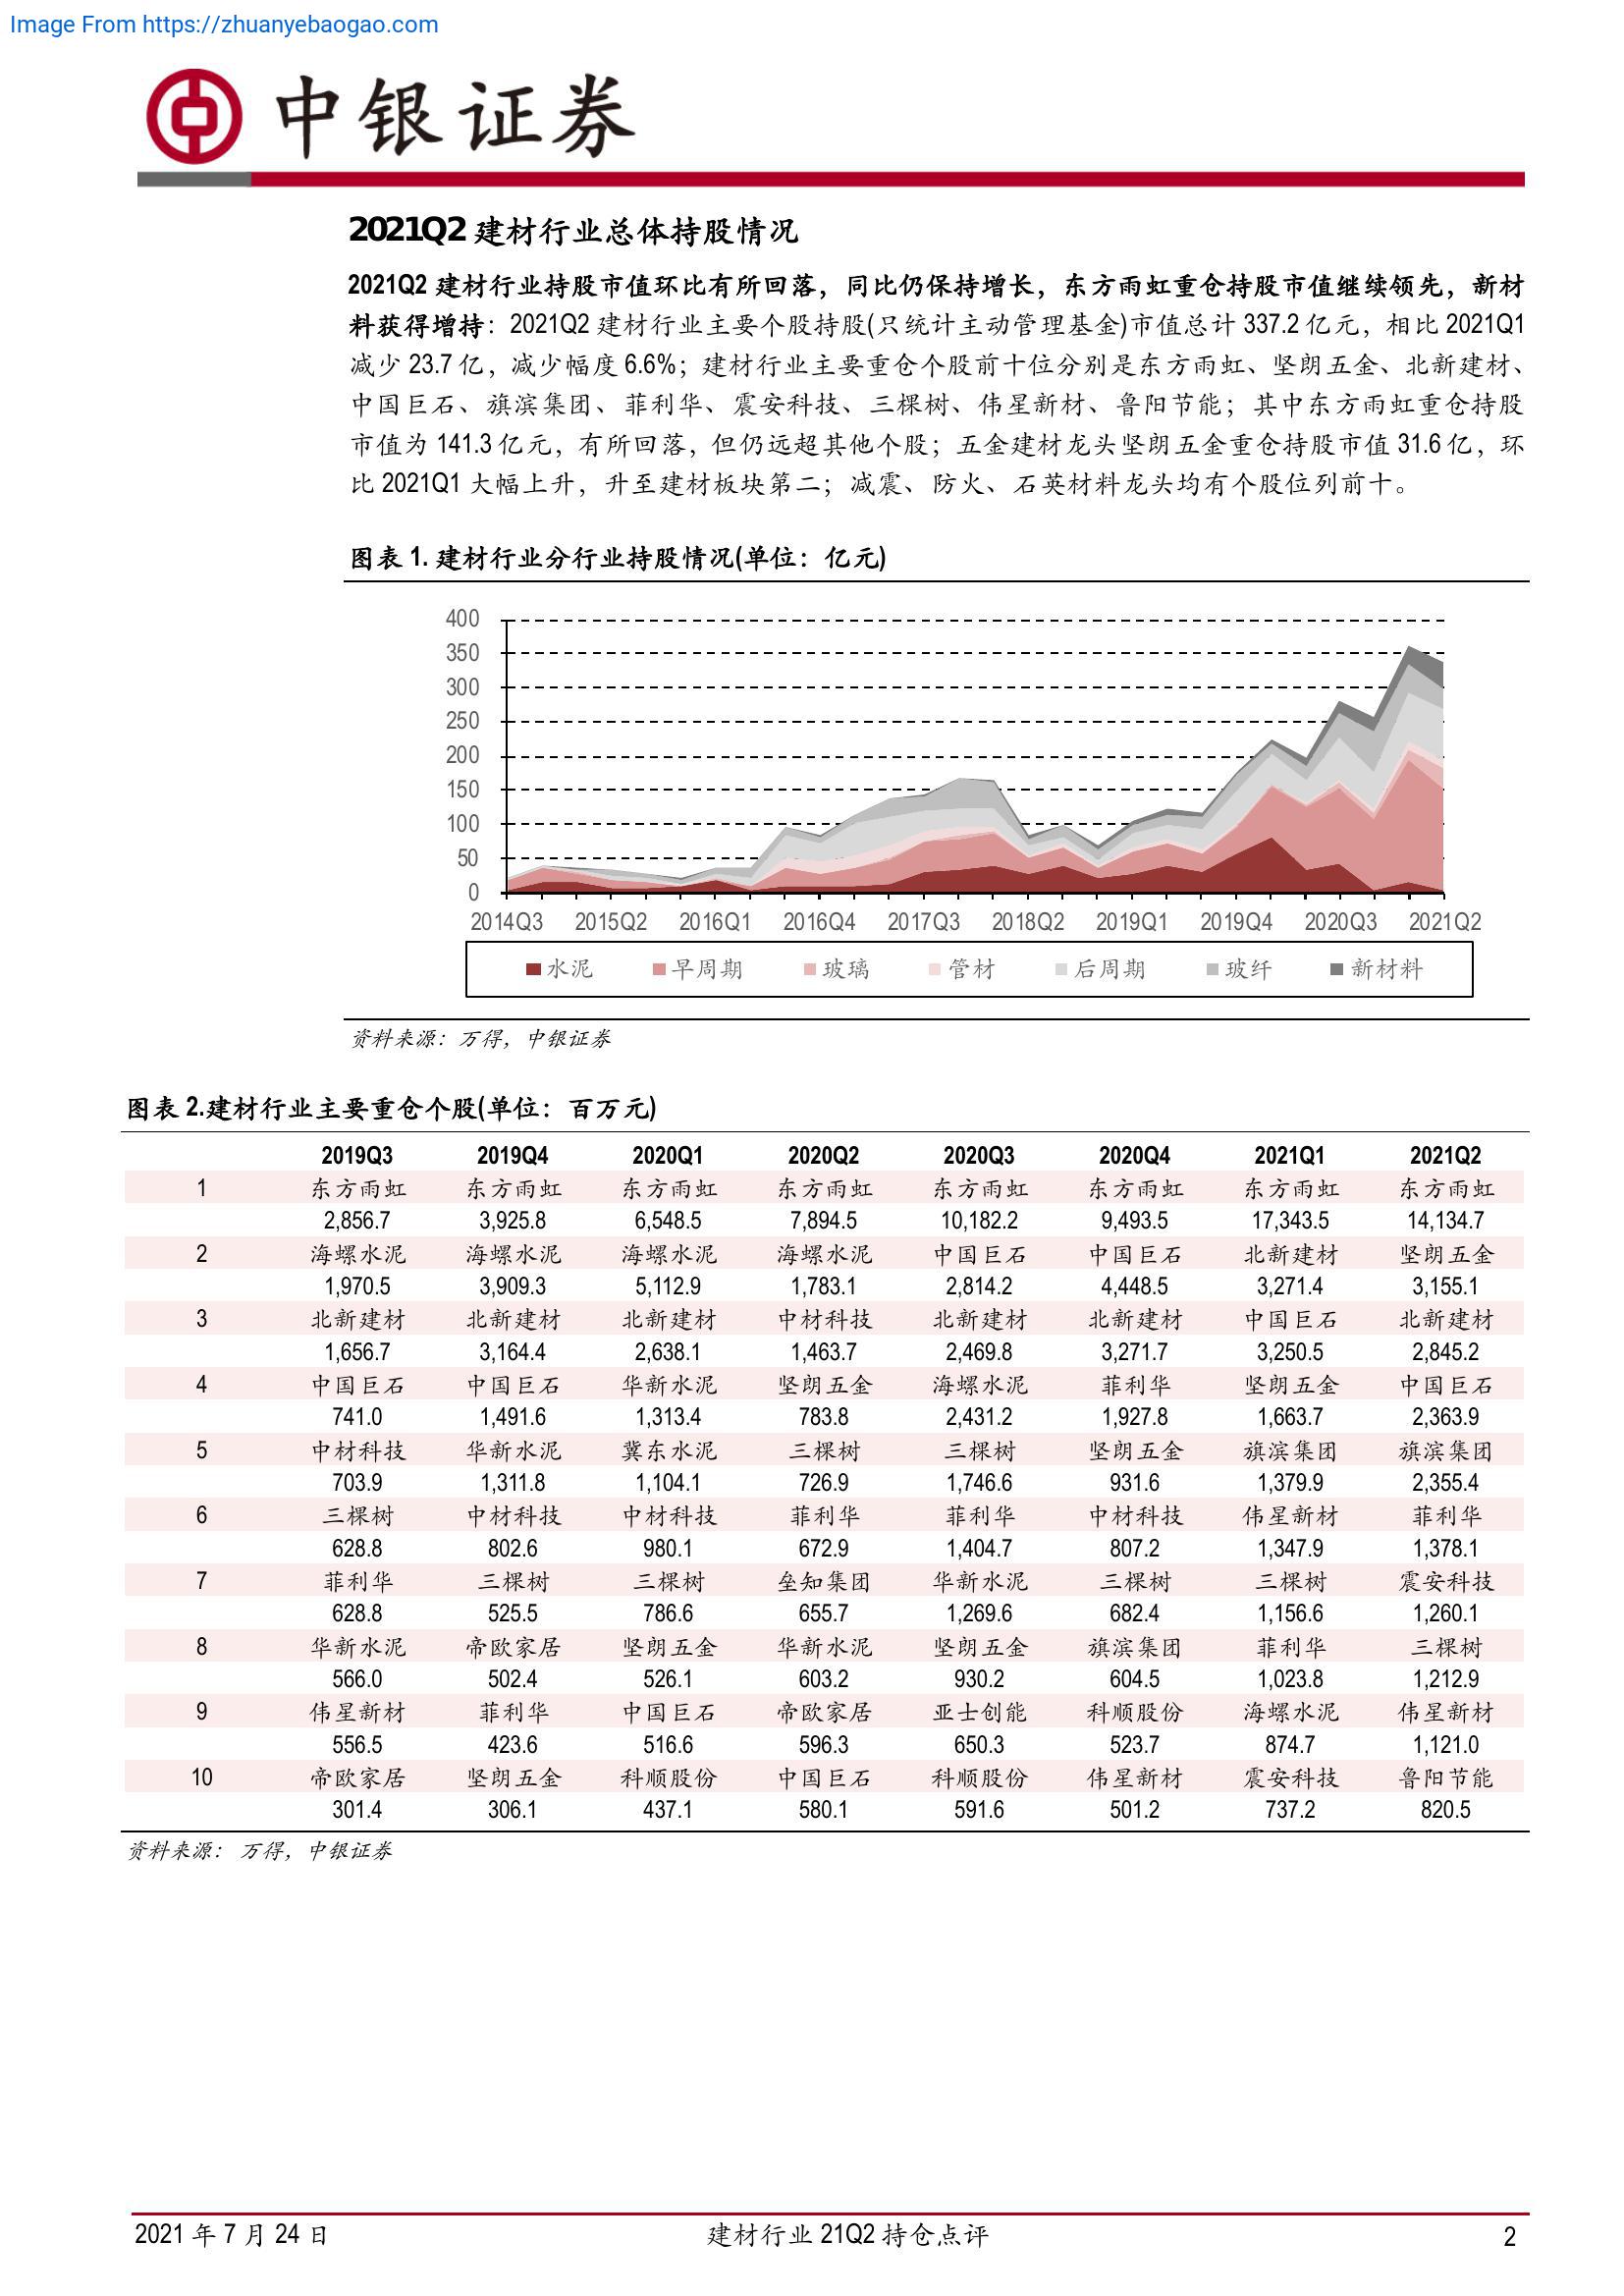 Image From https://zhuanyebaogao.com
中银证券
2021Q2 建材行业总体持股情况
2021Q2 建材行业持股市值环比有所回落，同比仍保持增长，东方雨虹重仓持股市值继续领先，新材
料获得增持：2021Q2 建材行业主要个股持股(只统计主动管理基金)市值总计 337.2 亿元，相比 2021Q1
减少 23.7 亿，减少幅度 6.6%；建材行业主要重仓个股前十位分别是东方雨虹、坚朗五金、北新建材、
中国巨石、旗滨集团、菲利华、震安科技、三棵树、伟星新材、鲁阳节能；其中东方雨虹重仓持股
市值为 141.3 亿元，有所回落，但仍远超其他个股；五金建材龙头坚朗五金重仓持股市值 31.6 亿，环
比 2021Q1 大幅上升，升至建材板块第二；减震、防火、石英材料龙头均有个股位列前十。
图表 1. 建材行业分行业持股情况(单位：亿元)
400
350
300
250
200
150
100
50
0
2014Q3 2015Q2 2016Q1 2016Q4 2017Q3 2018Q2 2019Q1 2019Q4 2020Q3 2021Q2
水泥 早周期 玻璃 管材 后周期 玻纤 新材料
资料来源：万得，中银证券
图表 2.建材行业主要重仓个股(单位：百万元)
2019Q3 2019Q4 2020Q1 2020Q2 2020Q3 2020Q4 2021Q1 2021Q2
1 东方雨虹 东方雨虹 东方雨虹 东方雨虹 东方雨虹 东方雨虹 东方雨虹 东方雨虹
2,856.7 3,925.8 6,548.5 7,894.5 10,182.2 9,493.5 17,343.5 14,134.7
2 海螺水泥 海螺水泥 海螺水泥 海螺水泥 中国巨石 中国巨石 北新建材 坚朗五金
1,970.5 3,909.3 5,112.9 1,783.1 2,814.2 4,448.5 3,271.4 3,155.1
3 北新建材 北新建材 北新建材 中材科技 北新建材 北新建材 中国巨石 北新建材
1,656.7 3,164.4 2,638.1 1,463.7 2,469.8 3,271.7 3,250.5 2,845.2
4 中国巨石 中国巨石 华新水泥 坚朗五金 海螺水泥 菲利华 坚朗五金 中国巨石
741.0 1,491.6 1,313.4 783.8 2,431.2 1,927.8 1,663.7 2,363.9
5 中材科技 华新水泥 冀东水泥 三棵树 三棵树 坚朗五金 旗滨集团 旗滨集团
703.9 1,311.8 1,104.1 726.9 1,746.6 931.6 1,379.9 2,355.4
6 三棵树 中材科技 中材科技 菲利华 菲利华 中材科技 伟星新材 菲利华
628.8 802.6 980.1 672.9 1,404.7 807.2 1,347.9 1,378.1
7 菲利华 三棵树 三棵树 垒知集团 华新水泥 三棵树 三棵树 震安科技
628.8 525.5 786.6 655.7 1,269.6 682.4 1,156.6 1,260.1
8 华新水泥 帝欧家居 坚朗五金 华新水泥 坚朗五金 旗滨集团 菲利华 三棵树
566.0 502.4 526.1 603.2 930.2 604.5 1,023.8 1,212.9
9 伟星新材 菲利华 中国巨石 帝欧家居 亚士创能 科顺股份 海螺水泥 伟星新材
556.5 423.6 516.6 596.3 650.3 523.7 874.7 1,121.0
10 帝欧家居 坚朗五金 科顺股份 中国巨石 科顺股份 伟星新材 震安科技 鲁阳节能
301.4 306.1 437.1 580.1 591.6 501.2 737.2 820.5
资料来源： 万得，中银证券
2021 年 7 月 24 日 建材行业 21Q2 持仓点评 2